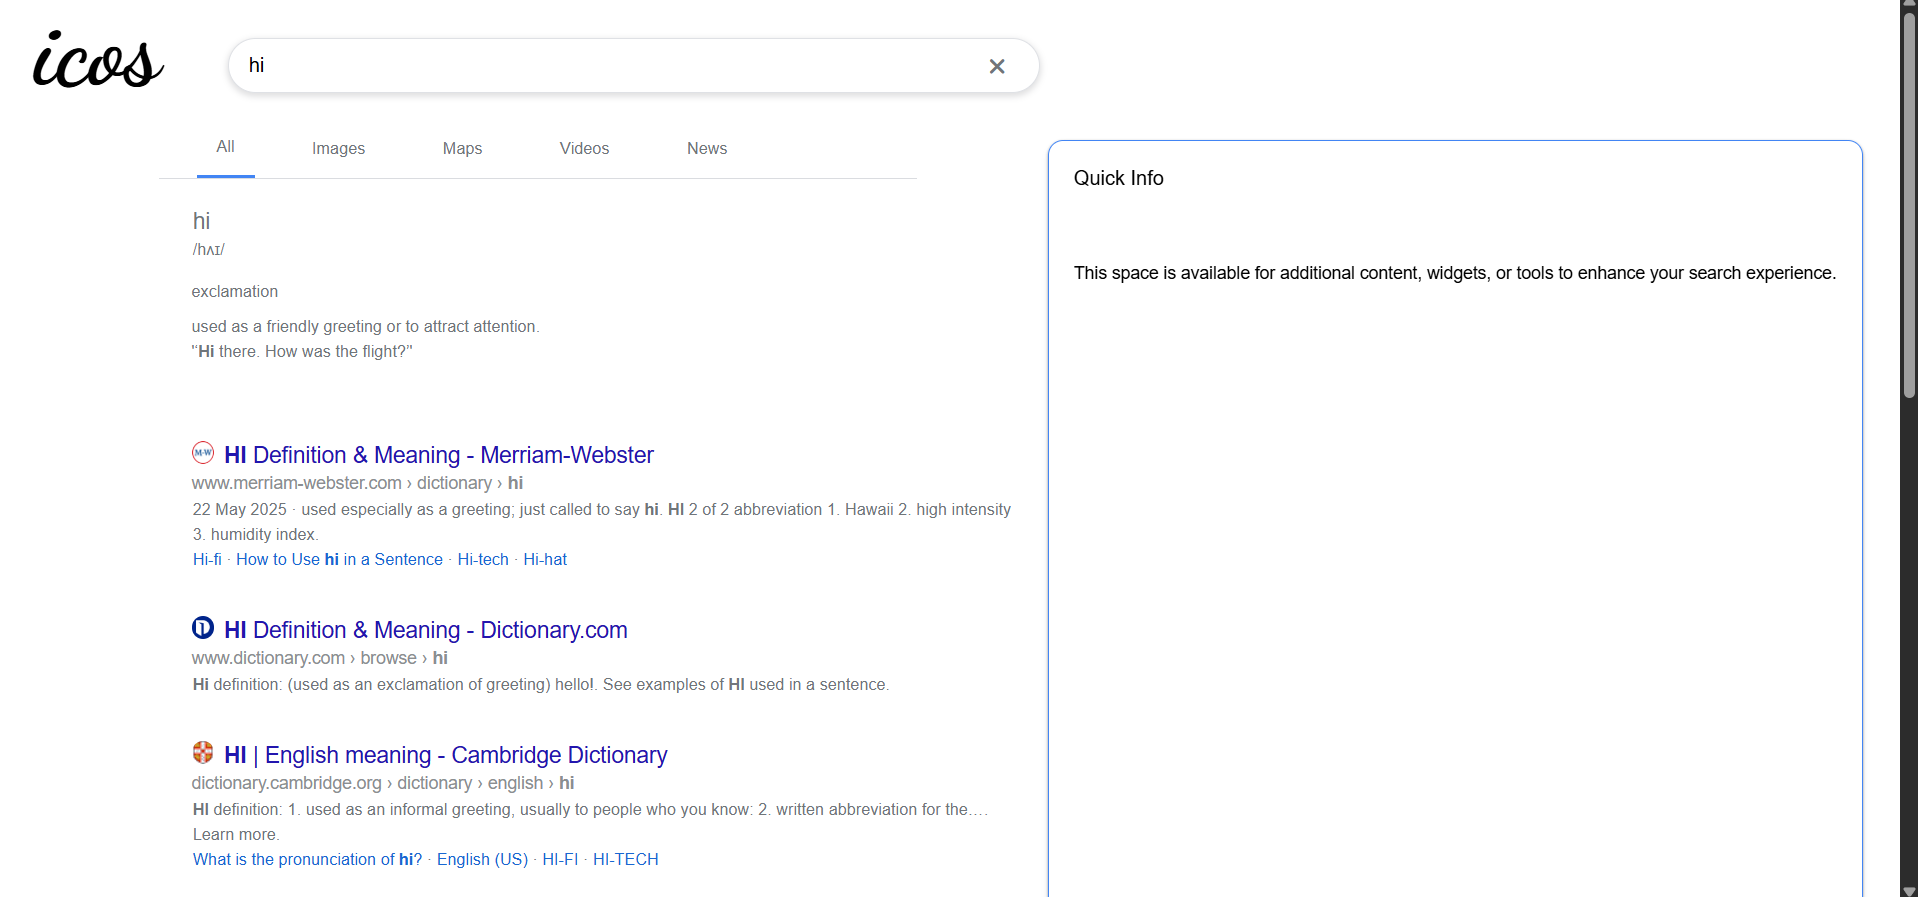 icos
hi
All Images Maps Videos News
Quick Info
hi
/hʌɪ/
This space is available for additional content, widgets, or tools to enhance your search experience.
exclamation
used as a friendly greeting or to attract attention.
"“Hi there. How was the flight?”
M-W HI Definition & Meaning - Merriam-Webster
www.merriam-webster.com › dictionary › hi
22 May 2025 · used especially as a greeting; just called to say hi. HI 2 of 2 abbreviation 1. Hawaii 2. high intensity
3. humidity index.
Hi-fi · How to Use hi in a Sentence · Hi-tech · Hi-hat
HI Definition & Meaning - Dictionary.com
www.dictionary.com › browse › hi
Hi definition: (used as an exclamation of greeting) hello!. See examples of HI used in a sentence.
HI | English meaning - Cambridge Dictionary
dictionary.cambridge.org › dictionary › english › hi
HI definition: 1. used as an informal greeting, usually to people who you know: 2. written abbreviation for the….
Learn more.
What is the pronunciation of hi? · English (US) · HI-FI · HI-TECH